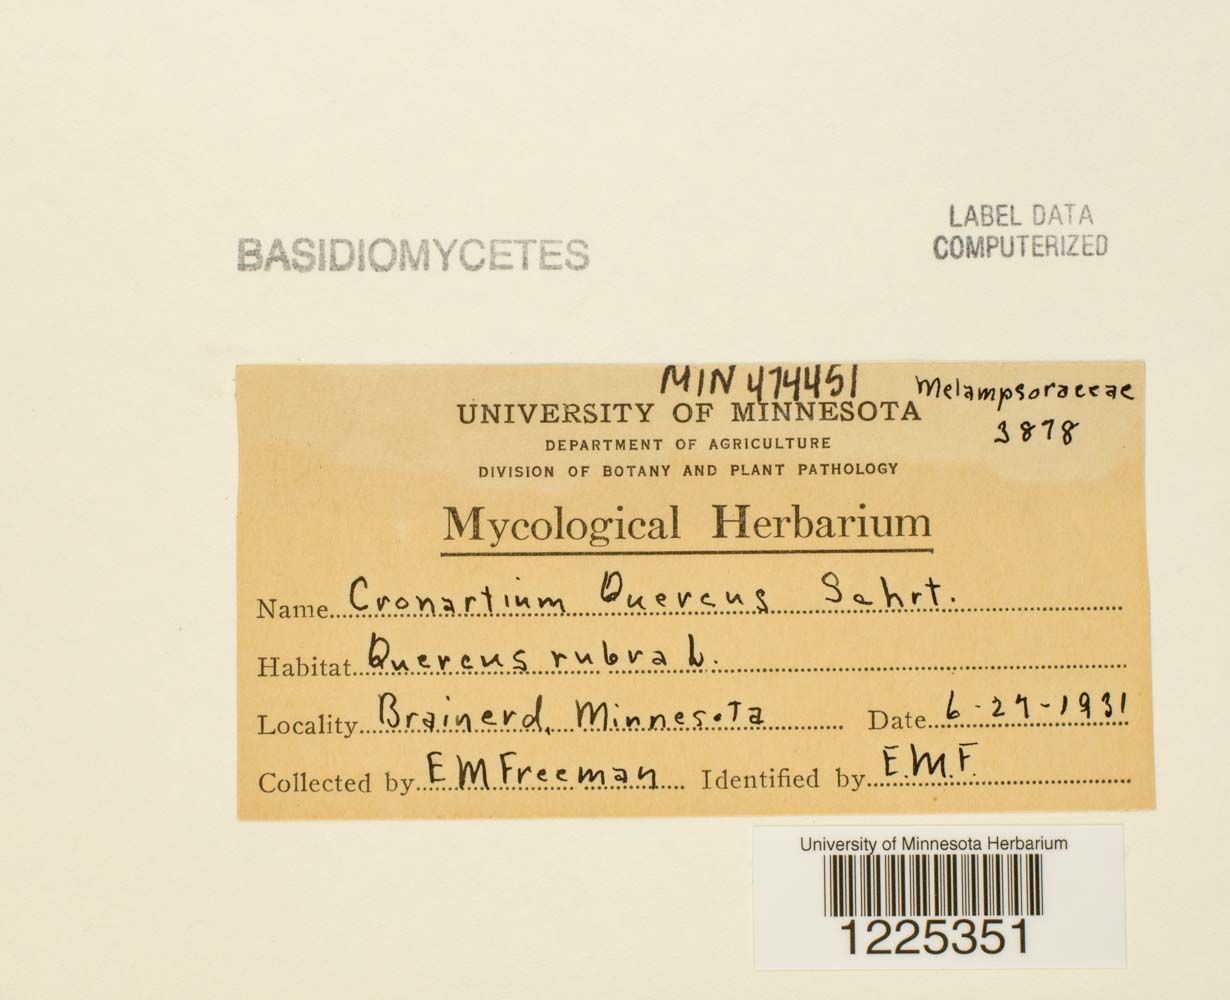 BASIDIOMYCETES
LABEL DATA
COMPUTERIZED
MIN 474451
Melampsoraceae
3878
UNIVERSITY OF MINNESOTA
DEPARTMENT OF AGRICULTURE
DIVISION OF BOTANY AND PLANT PATHOLOGY
Mycological Herbarium
Name Cronartium Quercus Schrt.
Habitat Quercus rubra L.
Locality Brainerd, Minnesota Date 6-27-1931
Collected by E M Freeman Identified by E.M.F.
University of Minnesota Herbarium
1225351